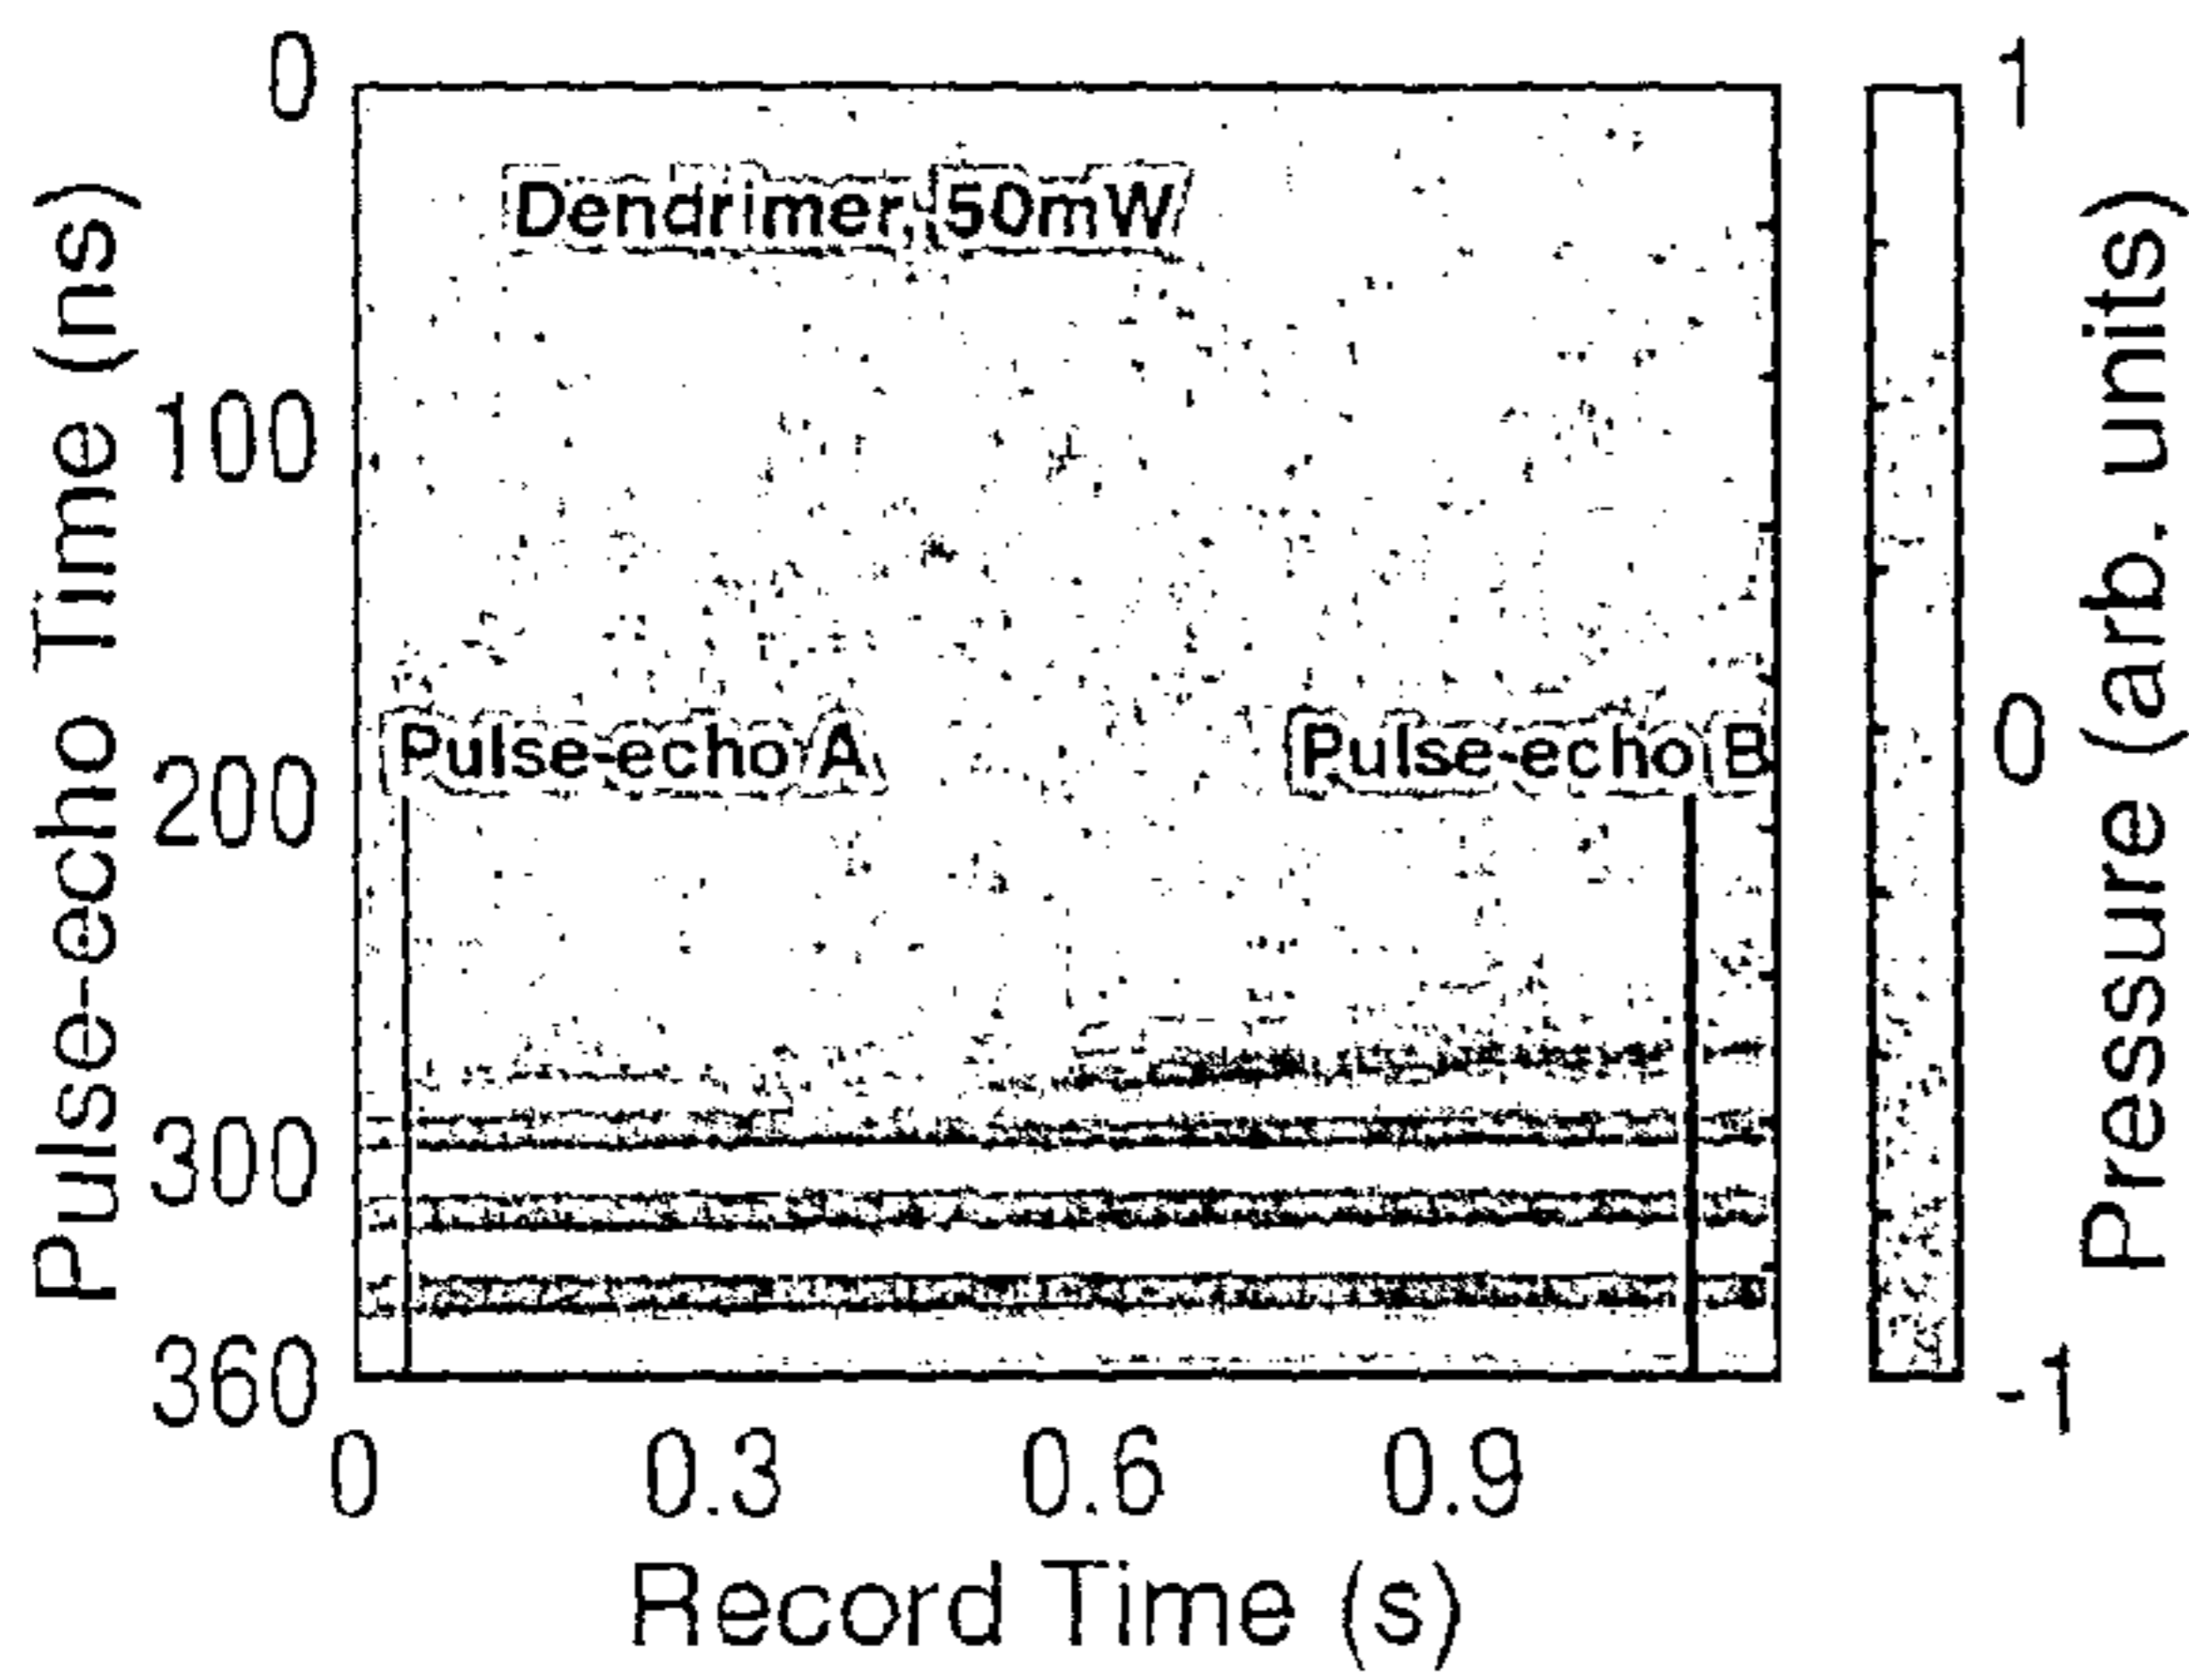 0
1
Dendrimer, 50mW
Pulse-echo Time (ns)
100
Pulse-echo A
Pulse-echo B
200
0
Pressure (arb. units)
300
360
-1
0
0.3
0.6
0.9
Record Time (s)